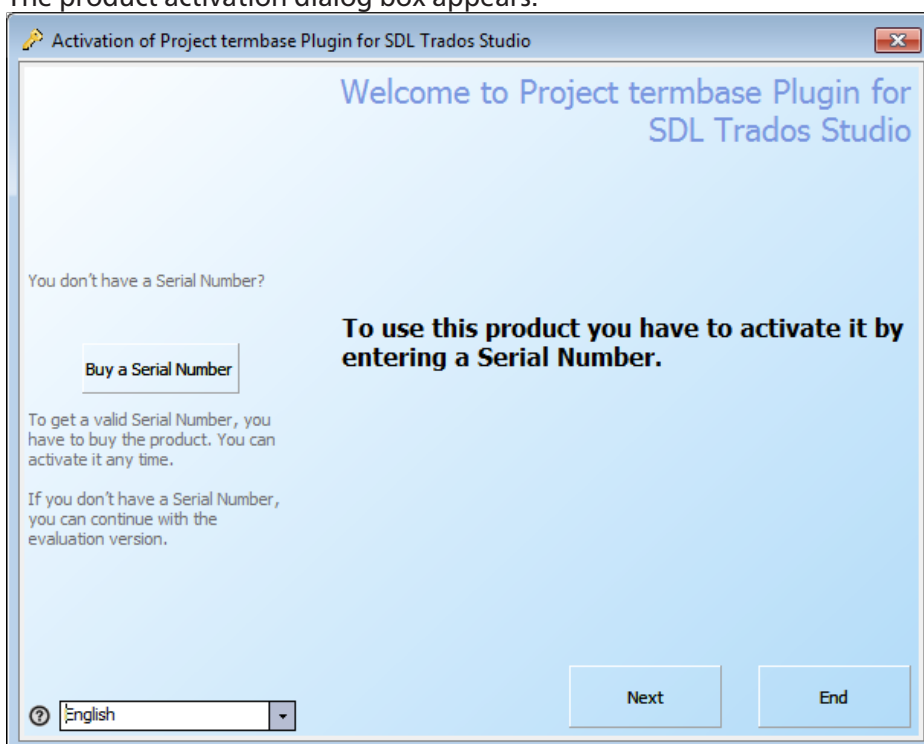 The product activation dialog box appears.
Activation of Project termbase Plugin for SDL Trados Studio
Welcome to Project termbase Plugin for
SDL Trados Studio
You don't have a Serial Number?
To use this product you have to activate it by
entering a Serial Number.
Buy a Serial Number
To get a valid Serial Number, you
have to buy the product. You can
activate it any time.
If you don't have a Serial Number,
you can continue with the
evaluation version.
Next
End
English